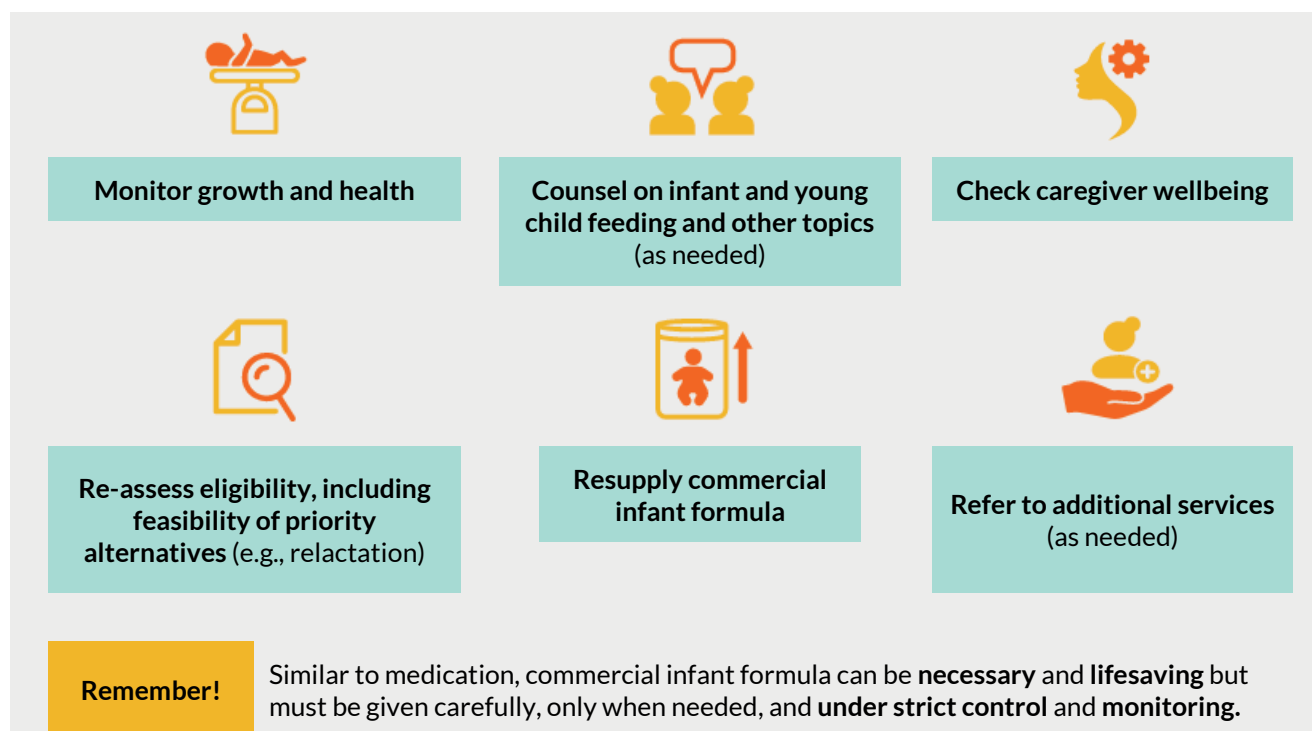 Monitor growth and health
Counsel on infant and young
child feeding and other topics
(as needed)
Check caregiver wellbeing
Re-assess eligibility, including
feasibility of priority
alternatives (e.g., relactation)
Resupply commercial
infant formula
Refer to additional services
(as needed)
Remember!
Similar to medication, commercial infant formula can be necessary and lifesaving but
must be given carefully, only when needed, and under strict control and monitoring.